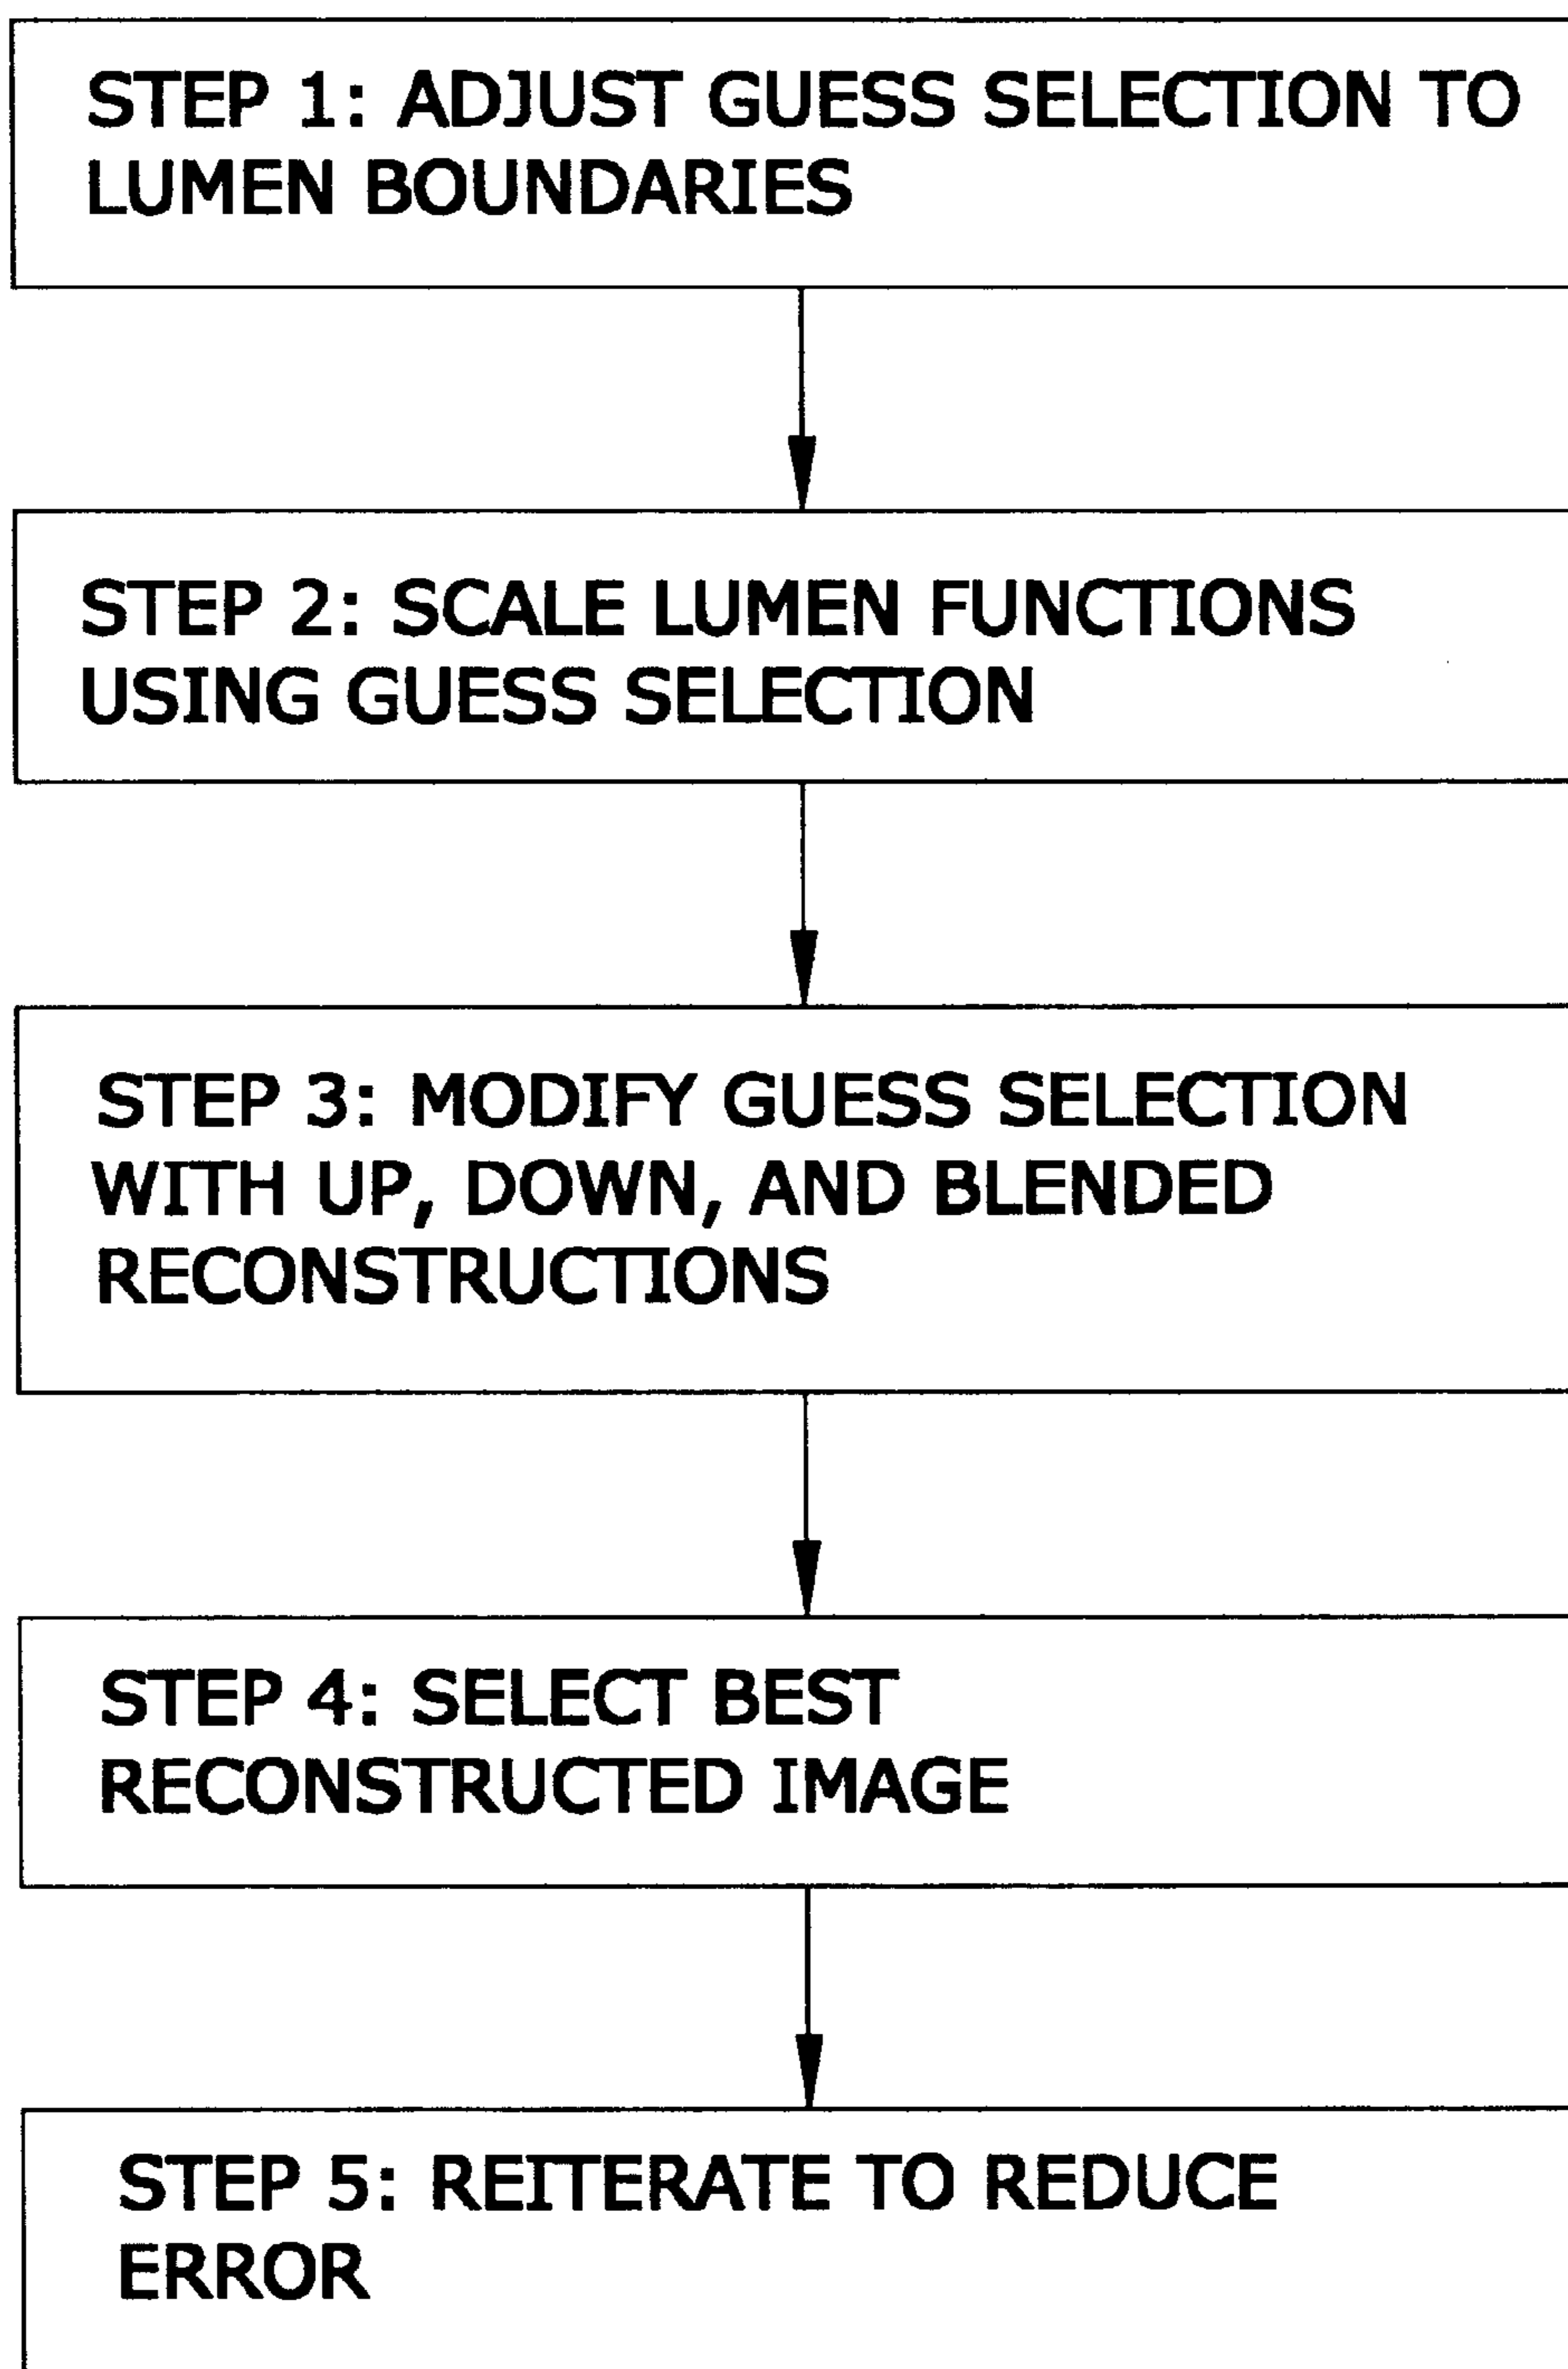 STEP 1: ADJUST GUESS SELECTION TO
LUMEN BOUNDARIES
STEP 2: SCALE LUMEN FUNCTIONS
USING GUESS SELECTION
STEP 3: MODIFY GUESS SELECTION
WITH UP, DOWN, AND BLENDED
RECONSTRUCTIONS
STEP 4: SELECT BEST
RECONSTRUCTED IMAGE
STEP 5: REITERATE TO REDUCE
ERROR